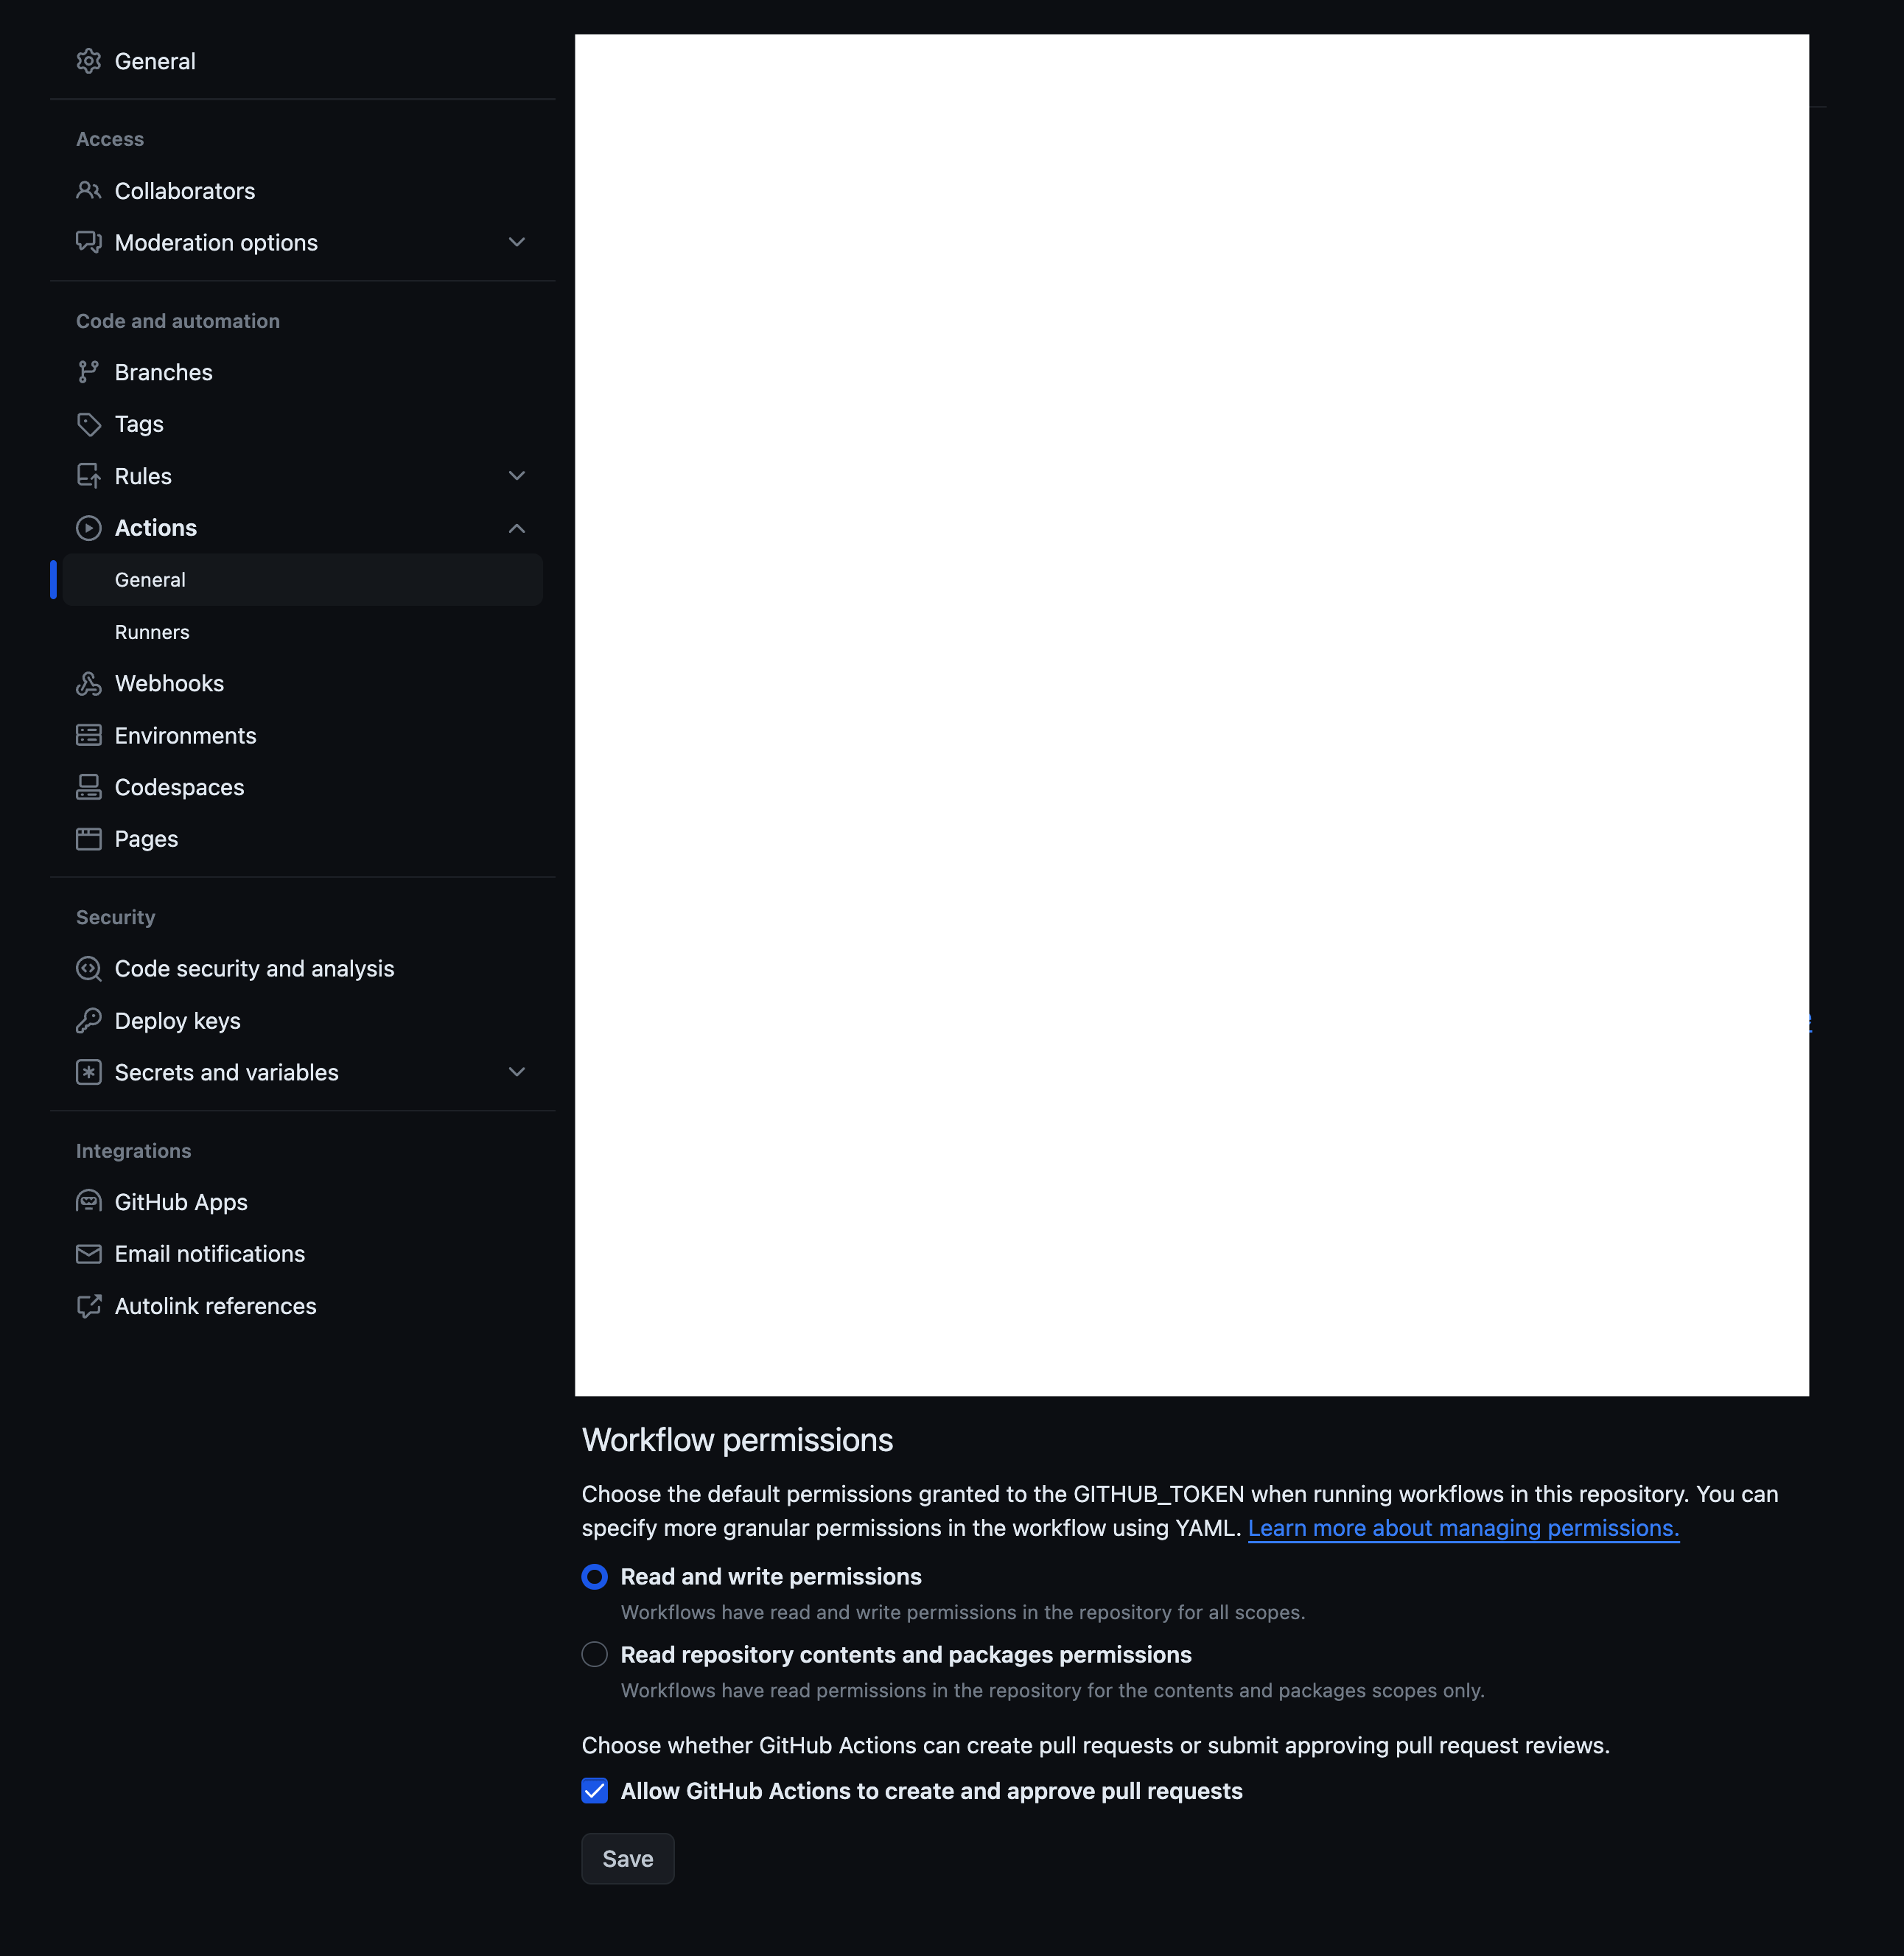 General
Access
Collaborators
Moderation options
Code and automation
Branches
Tags
Rules
Actions
General
Runners
Webhooks
Environments
Codespaces
Pages
Security
Code security and analysis
Deploy keys
Secrets and variables
Integrations
GitHub Apps
Email notifications
Autolink references
Workflow permissions
Choose the default permissions granted to the GITHUB_TOKEN when running workflows in this repository. You can
specify more granular permissions in the workflow using YAML. Learn more about managing permissions.
Read and write permissions
Workflows have read and write permissions in the repository for all scopes.
Read repository contents and packages permissions
Workflows have read permissions in the repository for the contents and packages scopes only.
Choose whether GitHub Actions can create pull requests or submit approving pull request reviews.
Allow GitHub Actions to create and approve pull requests
Save